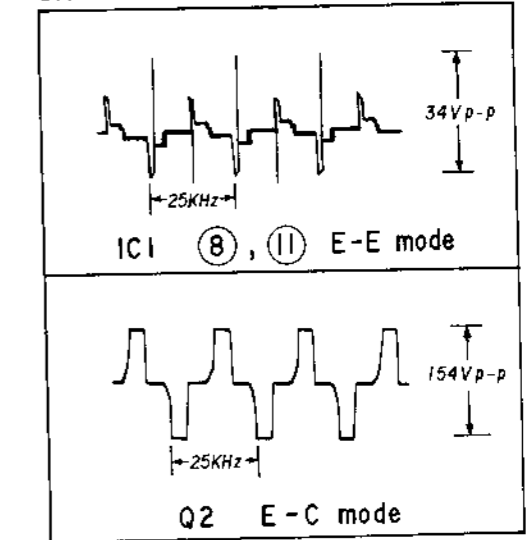 34Vp-p
25KHz
IC1 ⑧, ⑪ E-E mode
154Vp-p
25KHz
Q2 E-C mode